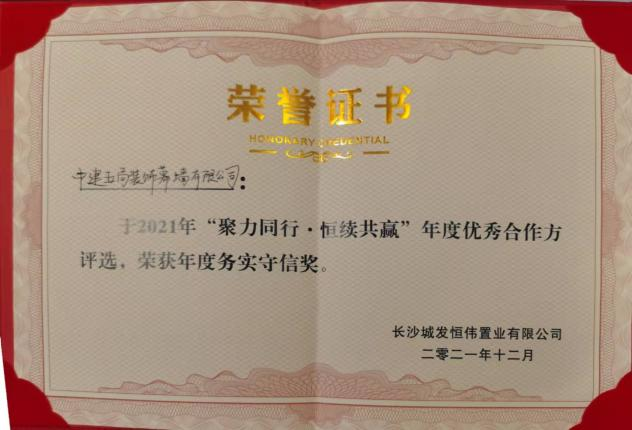 荣誉证书
HONORARY CREDENTIAL
中建五局装饰幕墙有限公司：
于2021年“聚力同行·恒续共赢”年度优秀合作方
评选，荣获年度务实守信奖。
长沙城发恒伟置业有限公司
二零二一年十二月